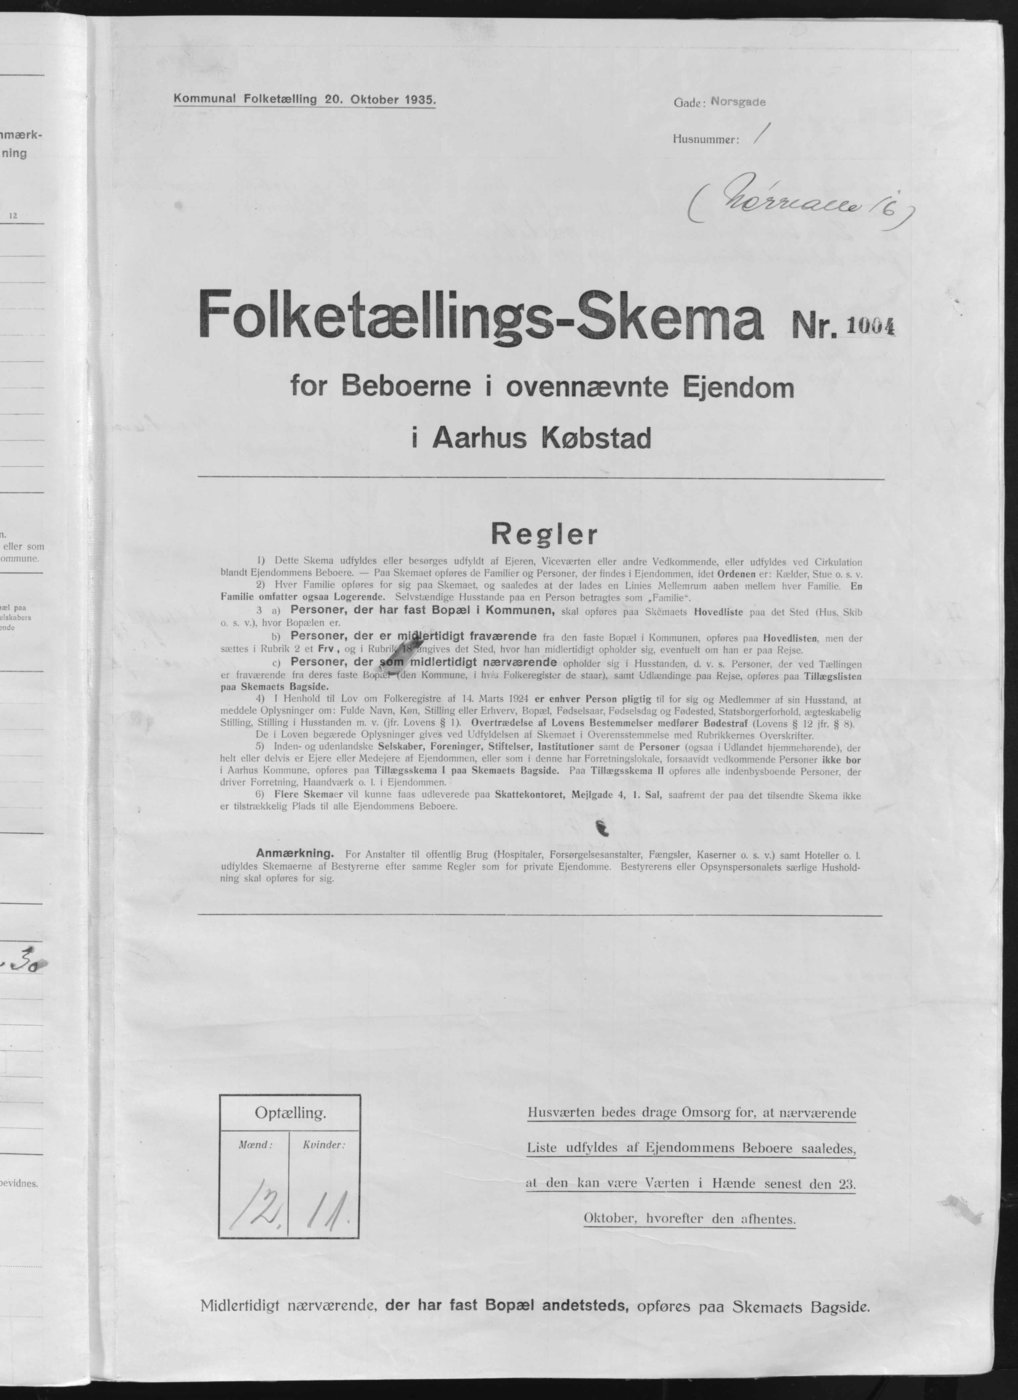 nmærk-
ning
12
n.
eller som
ommune.
pæl paa
elskabers
ende
30
bevidnes.
Kommunal Folketælling 20. Oktober 1935.
Gade: Norsgade
Husnummer: 1
(Nörrealle 16)
Folketællings-Skema Nr. 1004
for Beboerne i ovennævnte Ejendom
i Aarhus Købstad
Regler
1) Dette Skema udfyldes eller besørges udfyldt af Ejeren, Viceværten eller andre Vedkommende, eller udfyldes ved Cirkulation
blandt Ejendommens Beboere. — Paa Skemaet opføres de Familier og Personer, der findes i Ejendommen, idet Ordenen er: Kælder, Stue o. s. v.
2) Hver Familie opføres for sig paa Skemaet, og saaledes at der lades en Linies Mellemrum aaben mellem hver Familie. En
Familie omfatter ogsaa Logerende. Selvstændige Husstande paa en Person betragtes som „Familie“.
3 a) Personer, der har fast Bopæl i Kommunen, skal opføres paa Skemaets Hovedliste paa det Sted (Hus, Skib
o. s. v.), hvor Bopælen er.
b) Personer, der er midlertidigt fraværende fra den faste Bopæl i Kommunen, opføres paa Hovedlisten, men der
sættes i Rubrik 2 et Frv, og i Rubrik 18 angives det Sted, hvor han midlertidigt opholder sig, eventuelt om han er paa Rejse.
c) Personer, der som midlertidigt nærværende opholder sig i Husstanden, d. v. s. Personer, der ved Tællingen
er fraværende fra deres faste Bopæl (den Kommune, i hvis Folkeregister de staar), samt Udlændinge paa Rejse, opføres paa Tillægslisten
paa Skemaets Bagside.
4) I Henhold til Lov om Folkeregistre af 14. Marts 1924 er enhver Person pligtig til for sig og Medlemmer af sin Husstand, at
meddele Oplysninger om: Fulde Navn, Køn, Stilling eller Erhverv, Bopæl, Fødselsaar, Fødselsdag og Fødested, Statsborgerforhold, ægteskabelig
Stilling, Stilling i Husstanden m. v. (jfr. Lovens § 1). Overtrædelse af Lovens Bestemmelser medfører Bødestraf (Lovens § 12 jfr. § 8).
De i Loven begærede Oplysninger gives ved Udfyldelsen af Skemaet i Overensstemmelse med Rubrikkernes Overskrifter.
5) Inden- og udenlandske Selskaber, Foreninger, Stiftelser, Institutioner samt de Personer (ogsaa i Udlandet hjemmehørende), der
helt eller delvis er Ejere eller Medejere af Ejendommen, eller som i denne har Forretningslokale, forsaavidt vedkommende Personer ikke bor
i Aarhus Kommune, opføres paa Tillægsskema I paa Skemaets Bagside. Paa Tillægsskema II opføres alle indenbysboende Personer, der
driver Forretning, Haandværk o. l. i Ejendommen.
6) Flere Skemaer vil kunne faas udleverede paa Skattekontoret, Mejlgade 4, 1. Sal, saafremt der paa det tilsendte Skema ikke
er tilstrækkelig Plads til alle Ejendommens Beboere.
Anmærkning. For Anstalter til offentlig Brug (Hospitaler, Forsørgelsesanstalter, Fængsler, Kaserner o. s. v.) samt Hoteller o. l.
udfyldes Skemaerne af Bestyrerne efter samme Regler som for private Ejendomme. Bestyrerens eller Opsynspersonalets særlige Hushold-
ning skal opføres for sig.
Optælling.
Mænd: Kvinder:
12. 11.
Husværten bedes drage Omsorg for, at nærværende
Liste udfyldes af Ejendommens Beboere saaledes,
at den kan være Værten i Hænde senest den 23.
Oktober, hvorefter den afhentes.
Midlertidigt nærværende, der har fast Bopæl andetsteds, opføres paa Skemaets Bagside.